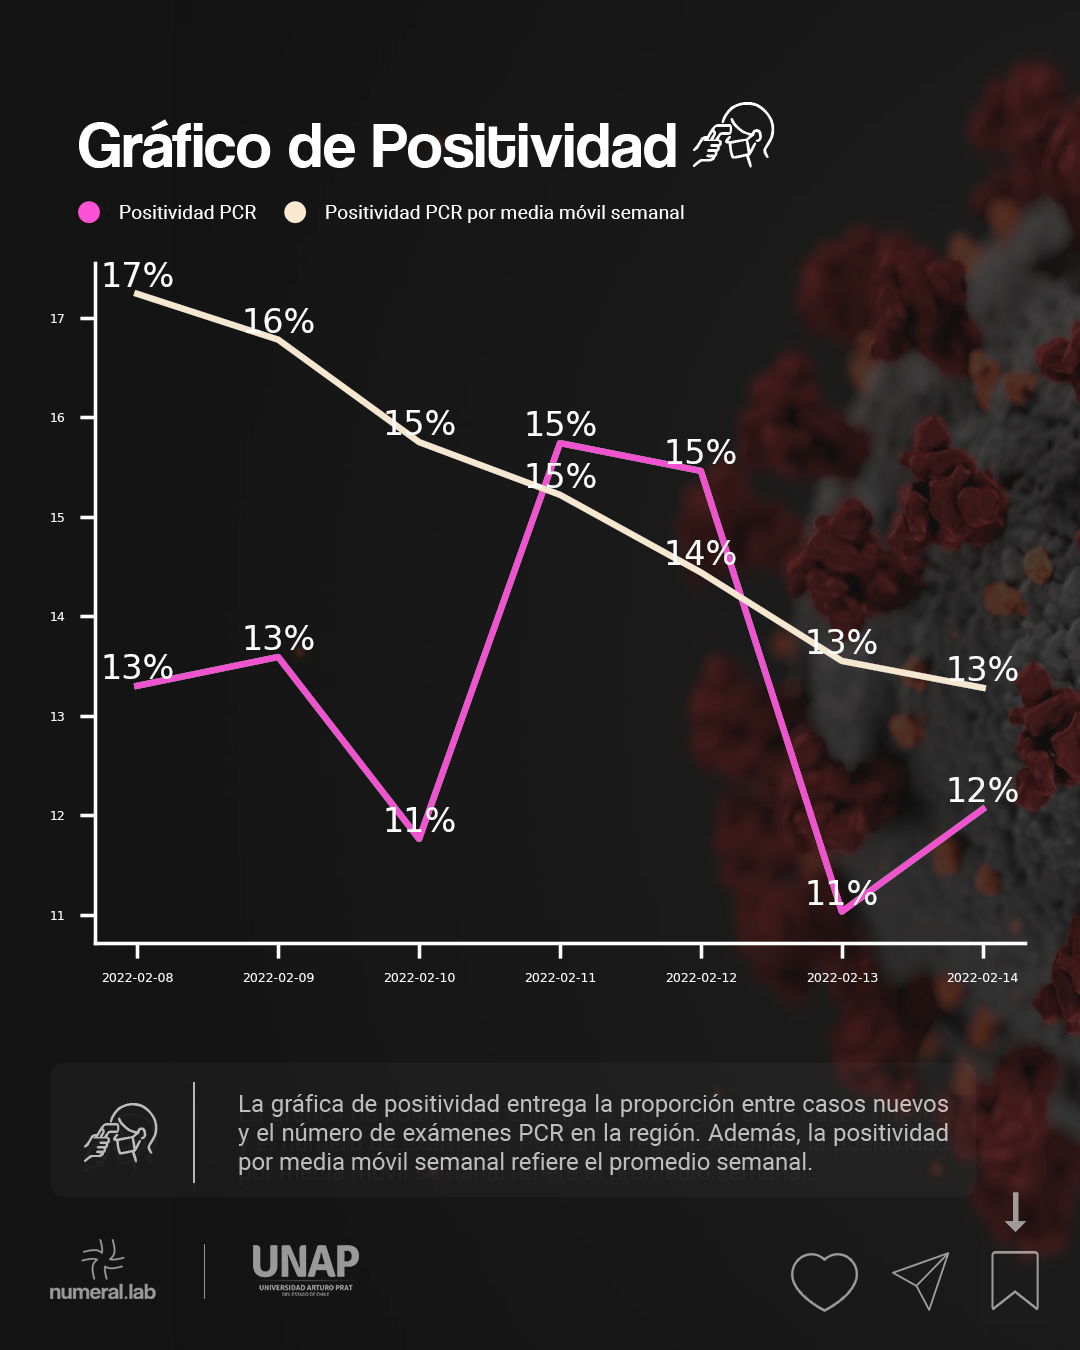 Gráfico de Positividad
Positividad PCR
Positividad PCR por media móvil semanal
17%
16%
15%
15%
15%
15%
14%
13%
13%
13%
13%
11%
11%
12%
17
16
15
14
13
12
11
2022-02-08
2022-02-09
2022-02-10
2022-02-11
2022-02-12
2022-02-13
2022-02-14
La gráfica de positividad entrega la proporción entre casos nuevos
y el número de exámenes PCR en la región. Además, la positividad
por media móvil semanal refiere el promedio semanal.
numeral.lab
UNAP
UNIVERSIDAD ARTURO PRAT
DEL ESTADO DE CHILE